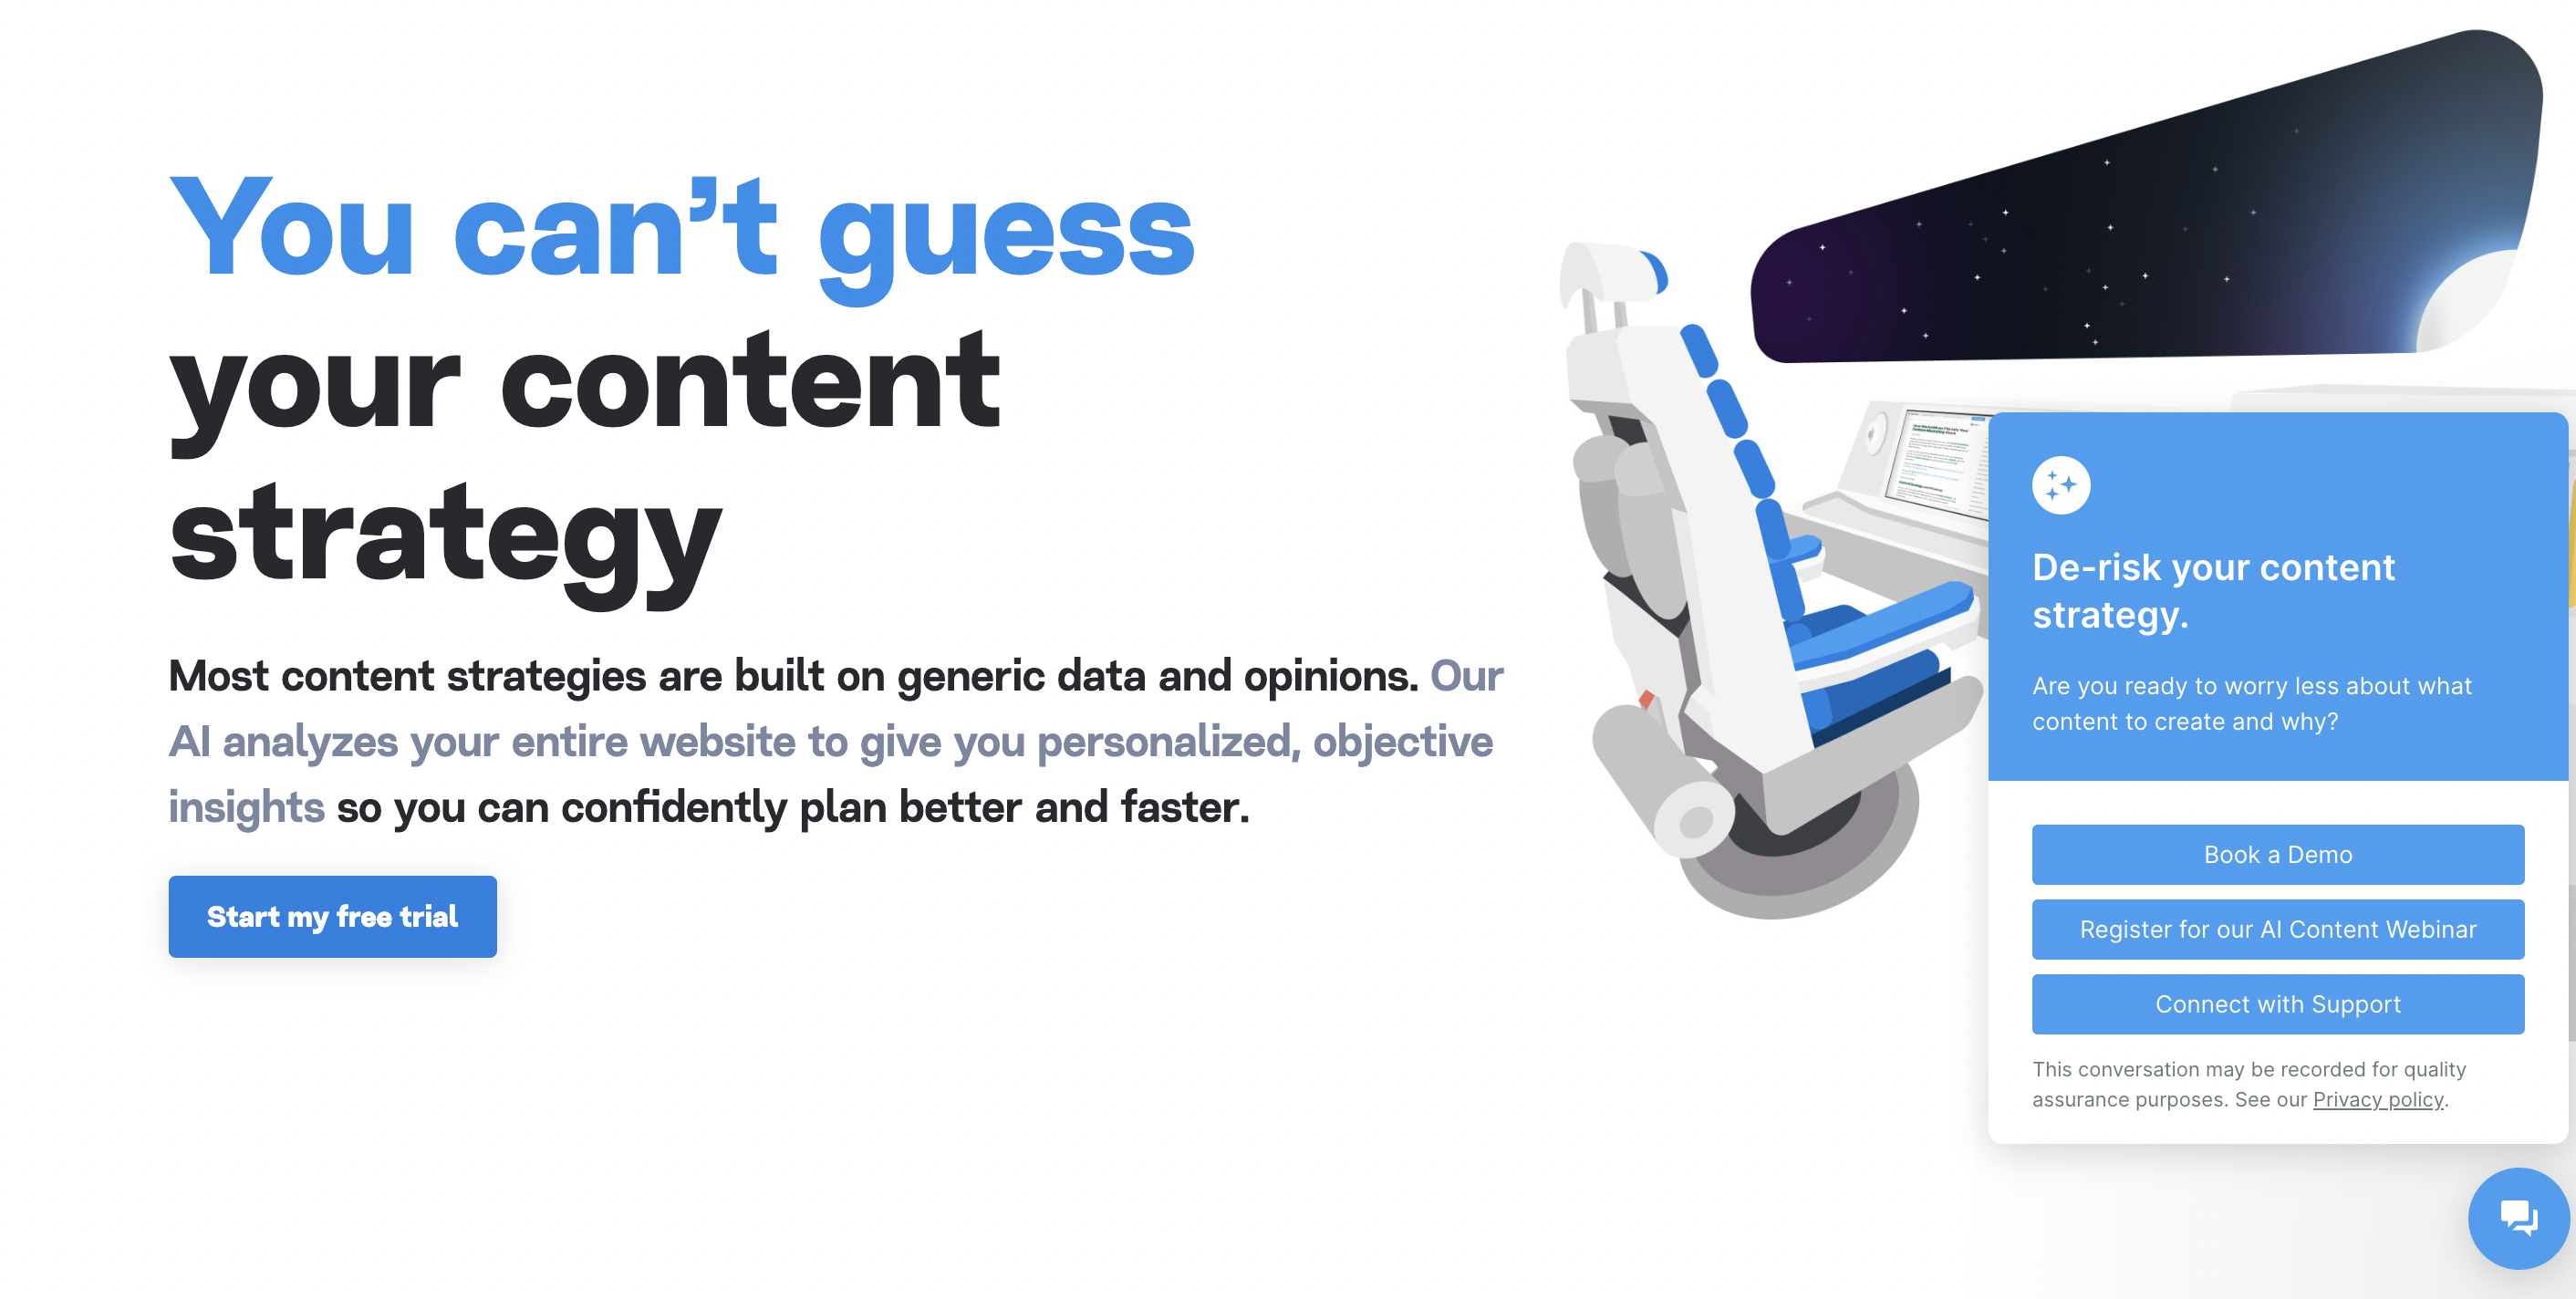 You can’t guess
your content
strategy
Most content strategies are built on generic data and opinions. Our
AI analyzes your entire website to give you personalized, objective
insights so you can confidently plan better and faster.
Start my free trial
De-risk your content
strategy.
Are you ready to worry less about what
content to create and why?
Book a Demo
Register for our AI Content Webinar
Connect with Support
This conversation may be recorded for quality
assurance purposes. See our Privacy policy.